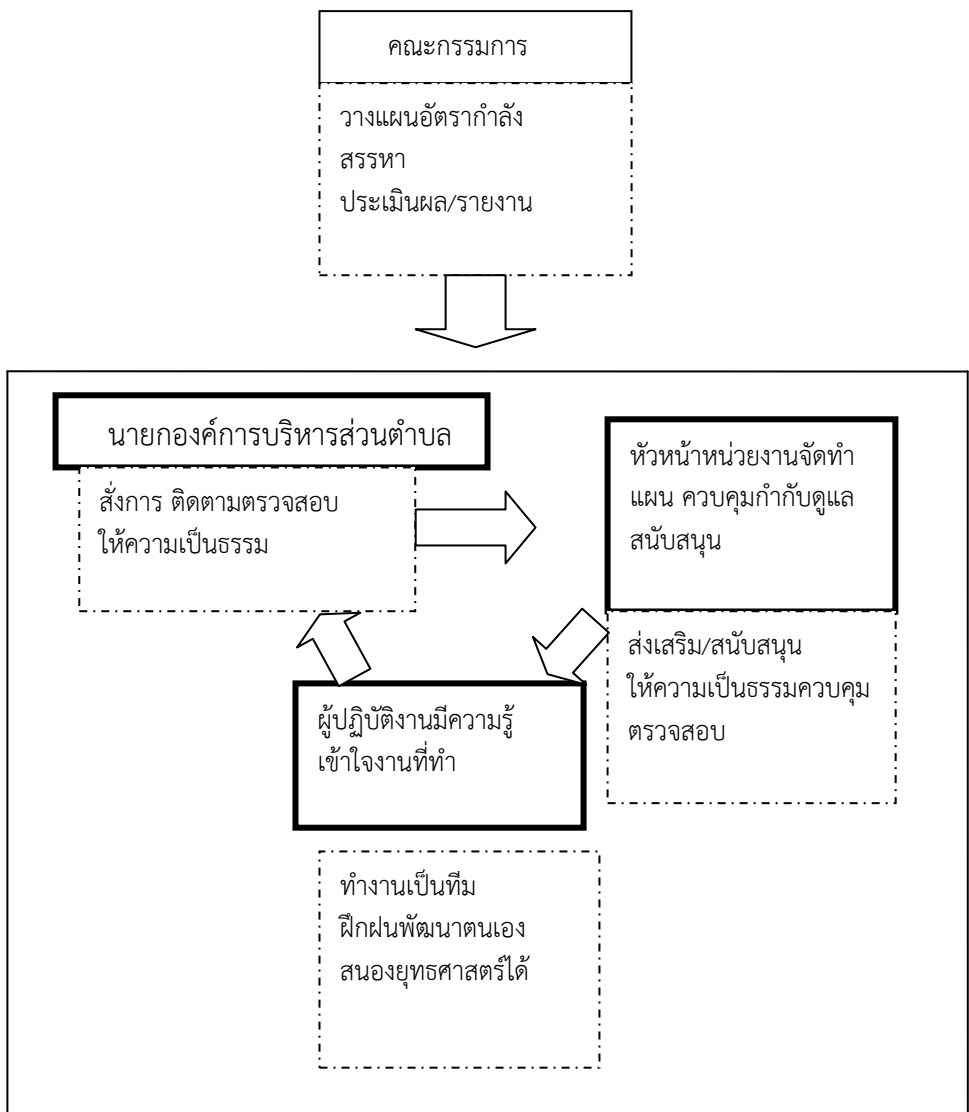 คณะกรรมการ
วางแผนอัตรากำลัง
สรรหา
ประเมินผล/รายงาน
นายกองค์การบริหารส่วนตำบล
สั่งการ ติดตามตรวจสอบ
ให้ความเป็นธรรม
หัวหน้าหน่วยงานจัดทำ
แผน ควบคุมกำกับดูแล
สนับสนุน
ส่งเสริม/สนับสนุน
ให้ความเป็นธรรมควบคุม
ตรวจสอบ
ผู้ปฏิบัติงานมีความรู้
เข้าใจงานที่ทำ
ทำงานเป็นทีม
ฝึกฝนพัฒนาตนเอง
สนองยุทธศาสตร์ได้